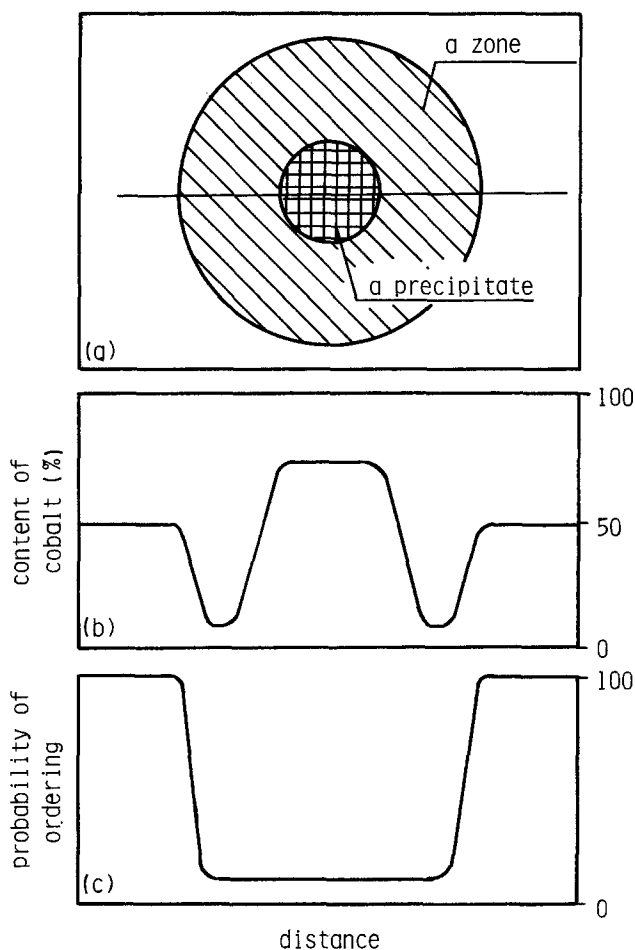 a zone
a precipitate
(a)
100
content of
cobalt (%)
50
(b)
0
100
probability of
ordering
(c)
0
distance